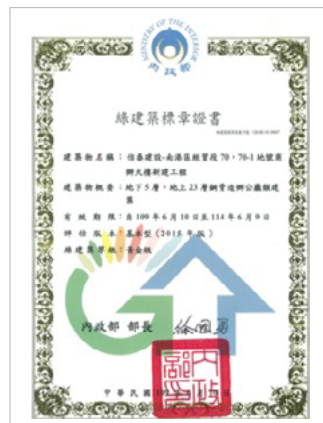 MINISTRY OF THE INTERIOR
內政部
綠建築標章證書
建築物名稱：信義建設-南港區經貿段70，70-1地號商
辦大樓新建工程
建築物概要：地下5層，地上23層鋼骨造辦公廳類建
築
有效期限：自109年6月10日至114年6月9日
評估版本：基本型(2015年版)
綠建築等級：黃金級
內政部 部長 徐國勇
中華民國